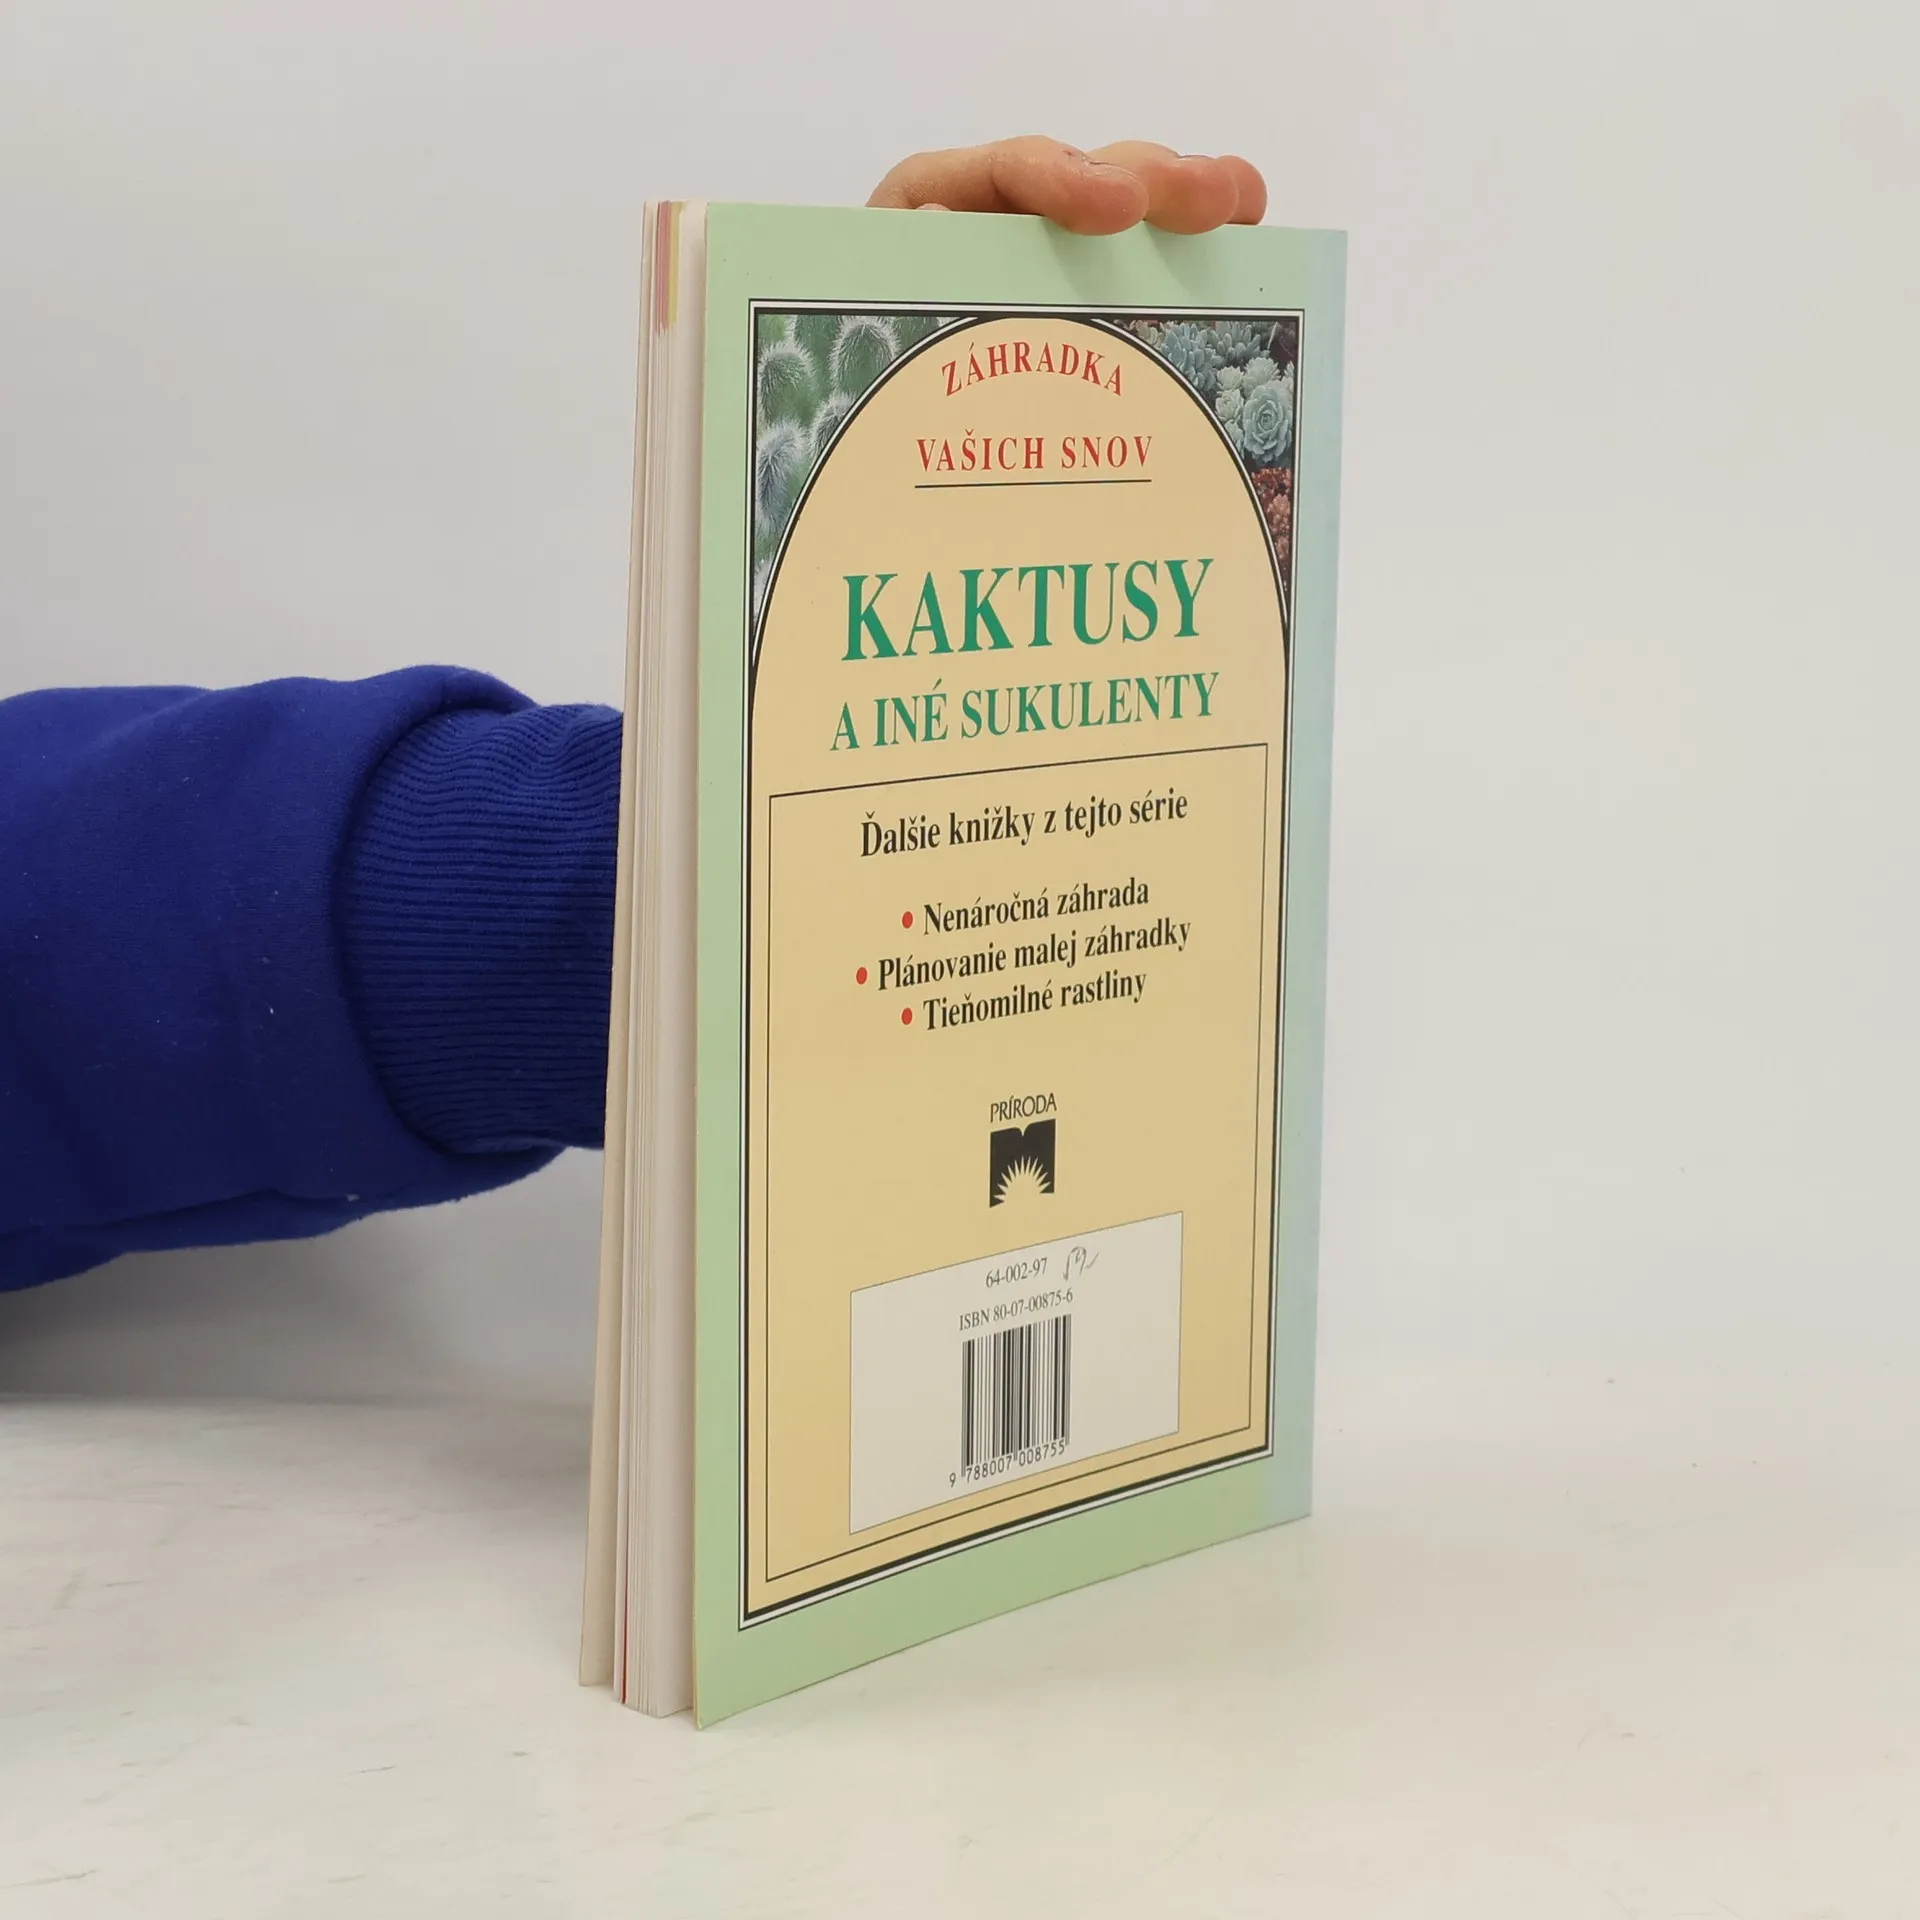 ZÁHRADKA
VAŠICH SNOV
KAKTUSY
A INÉ SUKULENTY
Ďalšie knižky z tejto série
• Nenáročná záhrada
• Plánovanie malej záhradky
• Tieňomilné rastliny
PRÍRODA
64-002-97
ISBN 80-07-00875-6
9 788007 008755